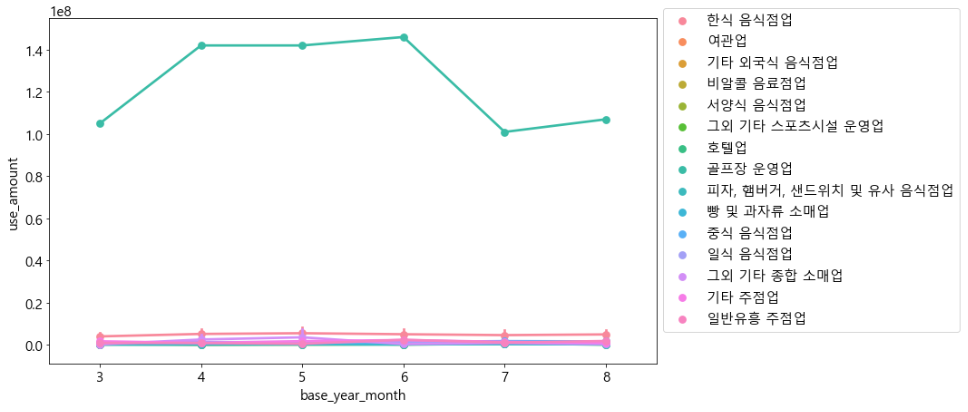 1e8
1.4
1.2
1.0
0.8
0.6
0.4
0.2
0.0
use_amount
3 4 5 6 7 8
base_year_month
한식 음식점업
여관업
기타 외국식 음식점업
비알콜 음료점업
서양식 음식점업
그외 기타 스포츠시설 운영업
호텔업
골프장 운영업
피자, 햄버거, 샌드위치 및 유사 음식점업
빵 및 과자류 소매업
중식 음식점업
일식 음식점업
그외 기타 종합 소매업
기타 주점업
일반유흥 주점업